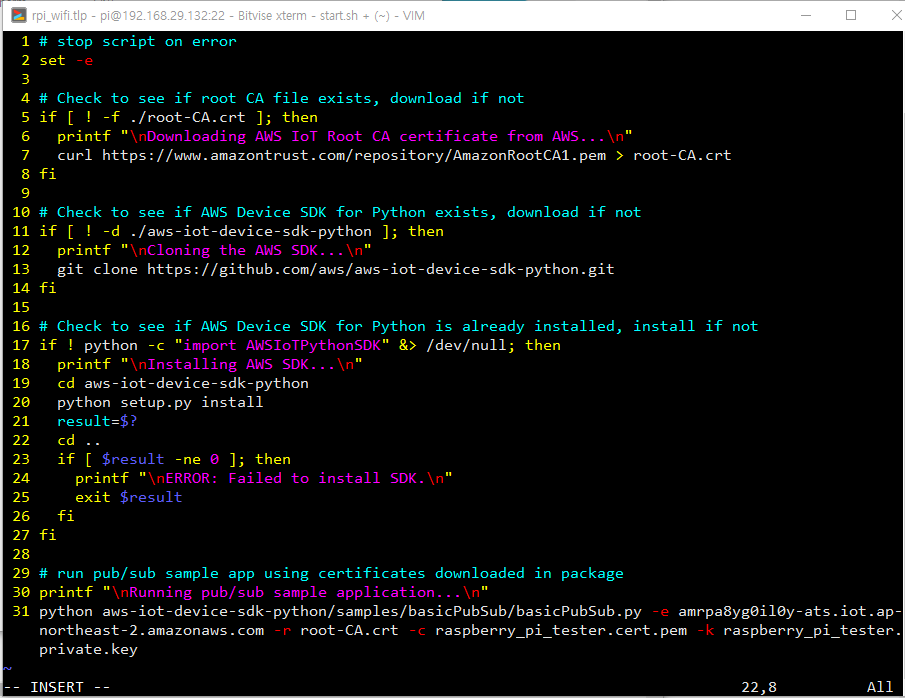 rpi_wifi.tlp - pi@192.168.29.132:22 - Bitvise xterm - start.sh + (~) - VIM
1 # stop script on error
2 set -e
3
4 # Check to see if root CA file exists, download if not
5 if [ ! -f ./root-CA.crt ]; then
6   printf "\nDownloading AWS IoT Root CA certificate from AWS...\n"
7   curl https://www.amazontrust.com/repository/AmazonRootCA1.pem > root-CA.crt
8 fi
9
10 # Check to see if AWS Device SDK for Python exists, download if not
11 if [ ! -d ./aws-iot-device-sdk-python ]; then
12   printf "\nCloning the AWS SDK...\n"
13   git clone https://github.com/aws/aws-iot-device-sdk-python.git
14 fi
15
16 # Check to see if AWS Device SDK for Python is already installed, install if not
17 if ! python -c "import AWSIoTPythonSDK" &> /dev/null; then
18   printf "\nInstalling AWS SDK...\n"
19   cd aws-iot-device-sdk-python
20   python setup.py install
21   result=$?
22   cd ..
23   if [ $result -ne 0 ]; then
24     printf "\nERROR: Failed to install SDK.\n"
25     exit $result
26   fi
27 fi
28
29 # run pub/sub sample app using certificates downloaded in package
30 printf "\nRunning pub/sub sample application...\n"
31 python aws-iot-device-sdk-python/samples/basicPubSub/basicPubSub.py -e amrpa8yg0il0y-ats.iot.ap-
northeast-2.amazonaws.com -r root-CA.crt -c raspberry_pi_tester.cert.pem -k raspberry_pi_tester.
private.key
~
-- INSERT -- 22,8 All